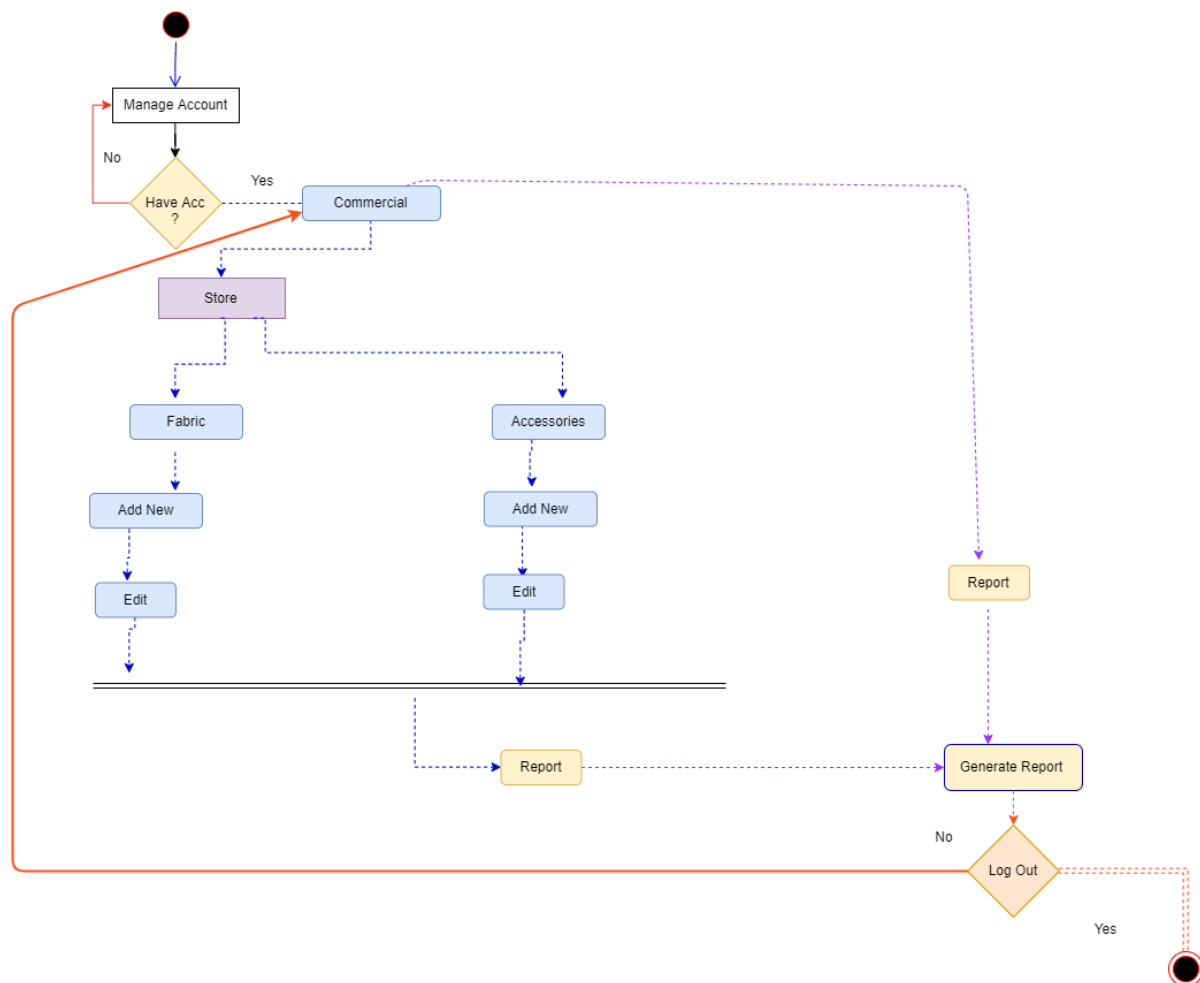 Manage Account
No
Yes
Have Acc
?
Commercial
Store
Fabric
Accessories
Add New
Add New
Edit
Edit
Report
Report
Generate Report
No
Log Out
Yes